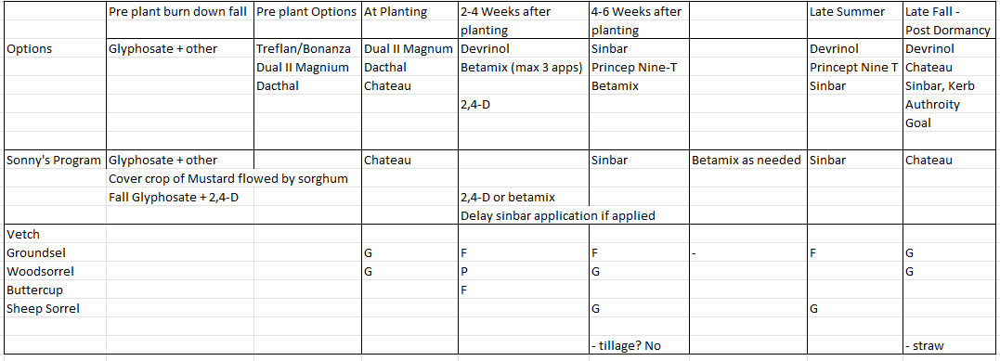 Pre plant burn down fall Pre plant Options At Planting 2-4 Weeks after planting 4-6 Weeks after planting Late Summer Late Fall - Post Dormancy
Options Glyphosate + other Treflan/Bonanza Dual II Magnum Devrinol Sinbar Devrinol Devrinol
Dual II Magnium Dacthal Betamix (max 3 apps) Princep Nine-T Princept Nine T Chateau
Dacthal Chateau Betamix Sinbar Sinbar, Kerb
2,4-D Authroity
Goal
Sonny's Program Glyphosate + other Chateau Sinbar Betamix as needed Sinbar Chateau
Cover crop of Mustard flowed by sorghum
Fall Glyphosate + 2,4-D 2,4-D or betamix
Delay sinbar application if applied
Vetch
Groundsel G F F - F G
Woodsorrel G P G G
Buttercup F
Sheep Sorrel G G
- tillage? No - straw